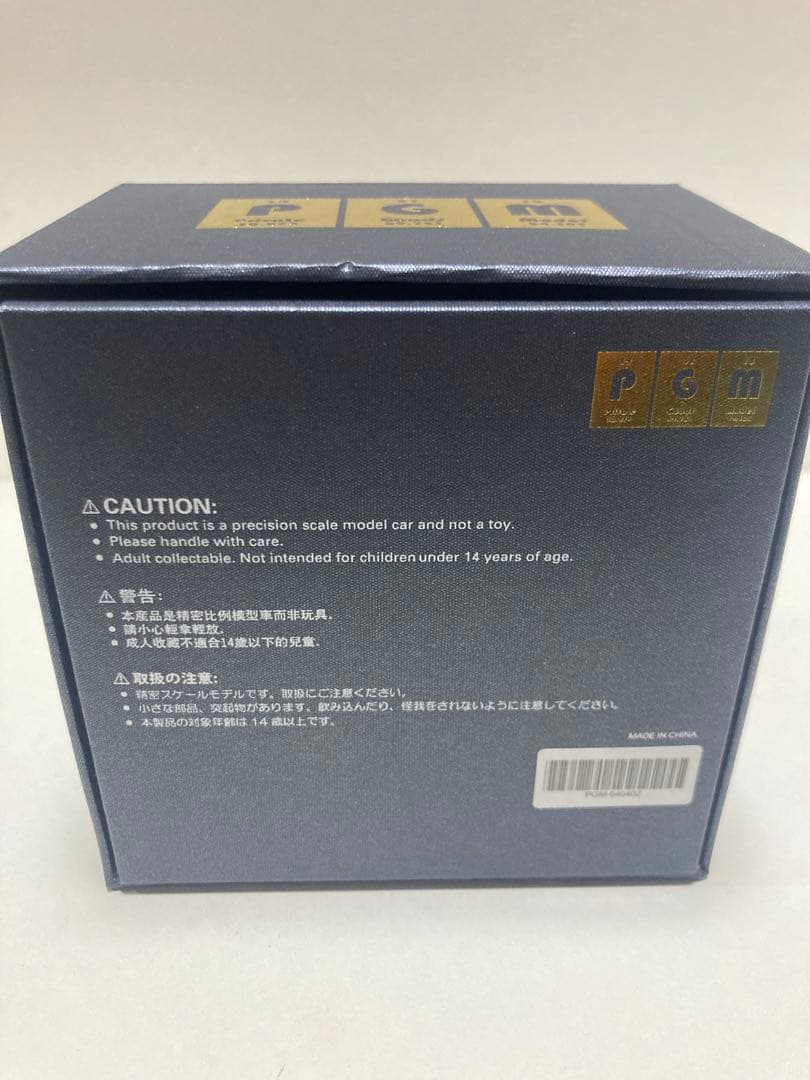 P G M
Model
P G M
⚠ CAUTION:
• This product is a precision scale model car and not a toy.
• Please handle with care.
• Adult collectable. Not intended for children under 14 years of age.
⚠ 警告:
• 本産品是精密比例模型車而非玩具.
• 請小心輕拿輕放.
• 成人收藏不適合14歲以下的兒童.
⚠ 取扱の注意:
• 精密スケールモデルです。取扱にご注意ください。
• 小さな部品、突起物があります。飲み込んだり、怪我をされないように注意してください。
• 本製品の対象年齢は 14 歳以上です。
MADE IN CHINA
PGM-640402